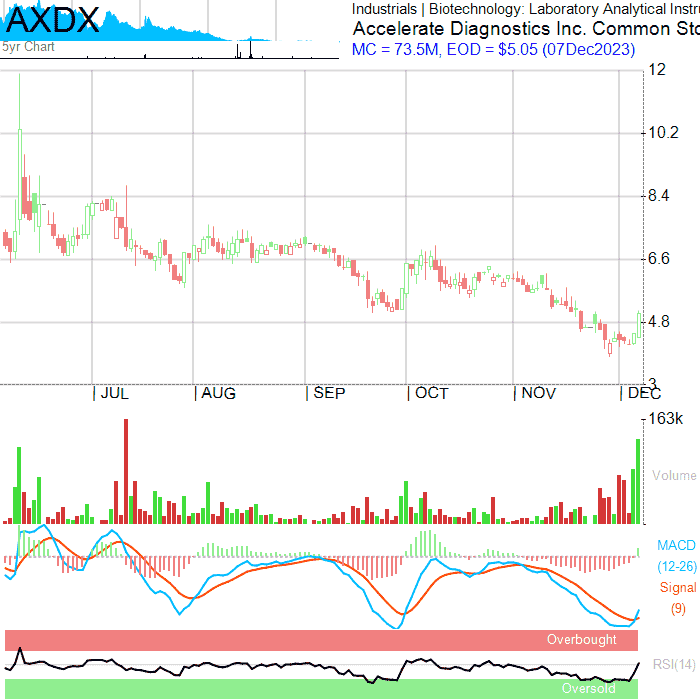 AXDX
5yr Chart
Industrials | Biotechnology: Laboratory Analytical Instru
Accelerate Diagnostics Inc. Common Sto
MC = 73.5M, EOD = $5.05 (07Dec2023)
12
10.2
8.4
6.6
4.8
3
JUL AUG SEP OCT NOV DEC
163k
Volume
MACD
(12-26)
Signal
(9)
Overbought
RSI(14)
Oversold